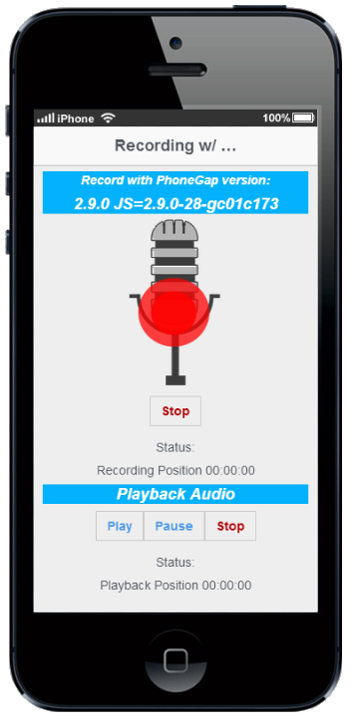 iPhone 100%
Recording w/ ...
Record with PhoneGap version:
2.9.0 JS=2.9.0-28-gc01c173
Stop
Status:
Recording Position 00:00:00
Playback Audio
Play Pause Stop
Status:
Playback Position 00:00:00